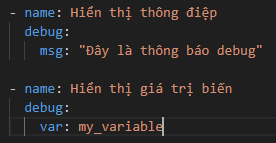 - name: Hiển thị thông điệp
  debug:
    msg: "Đây là thông báo debug"

- name: Hiển thị giá trị biến
  debug:
    var: my_variable